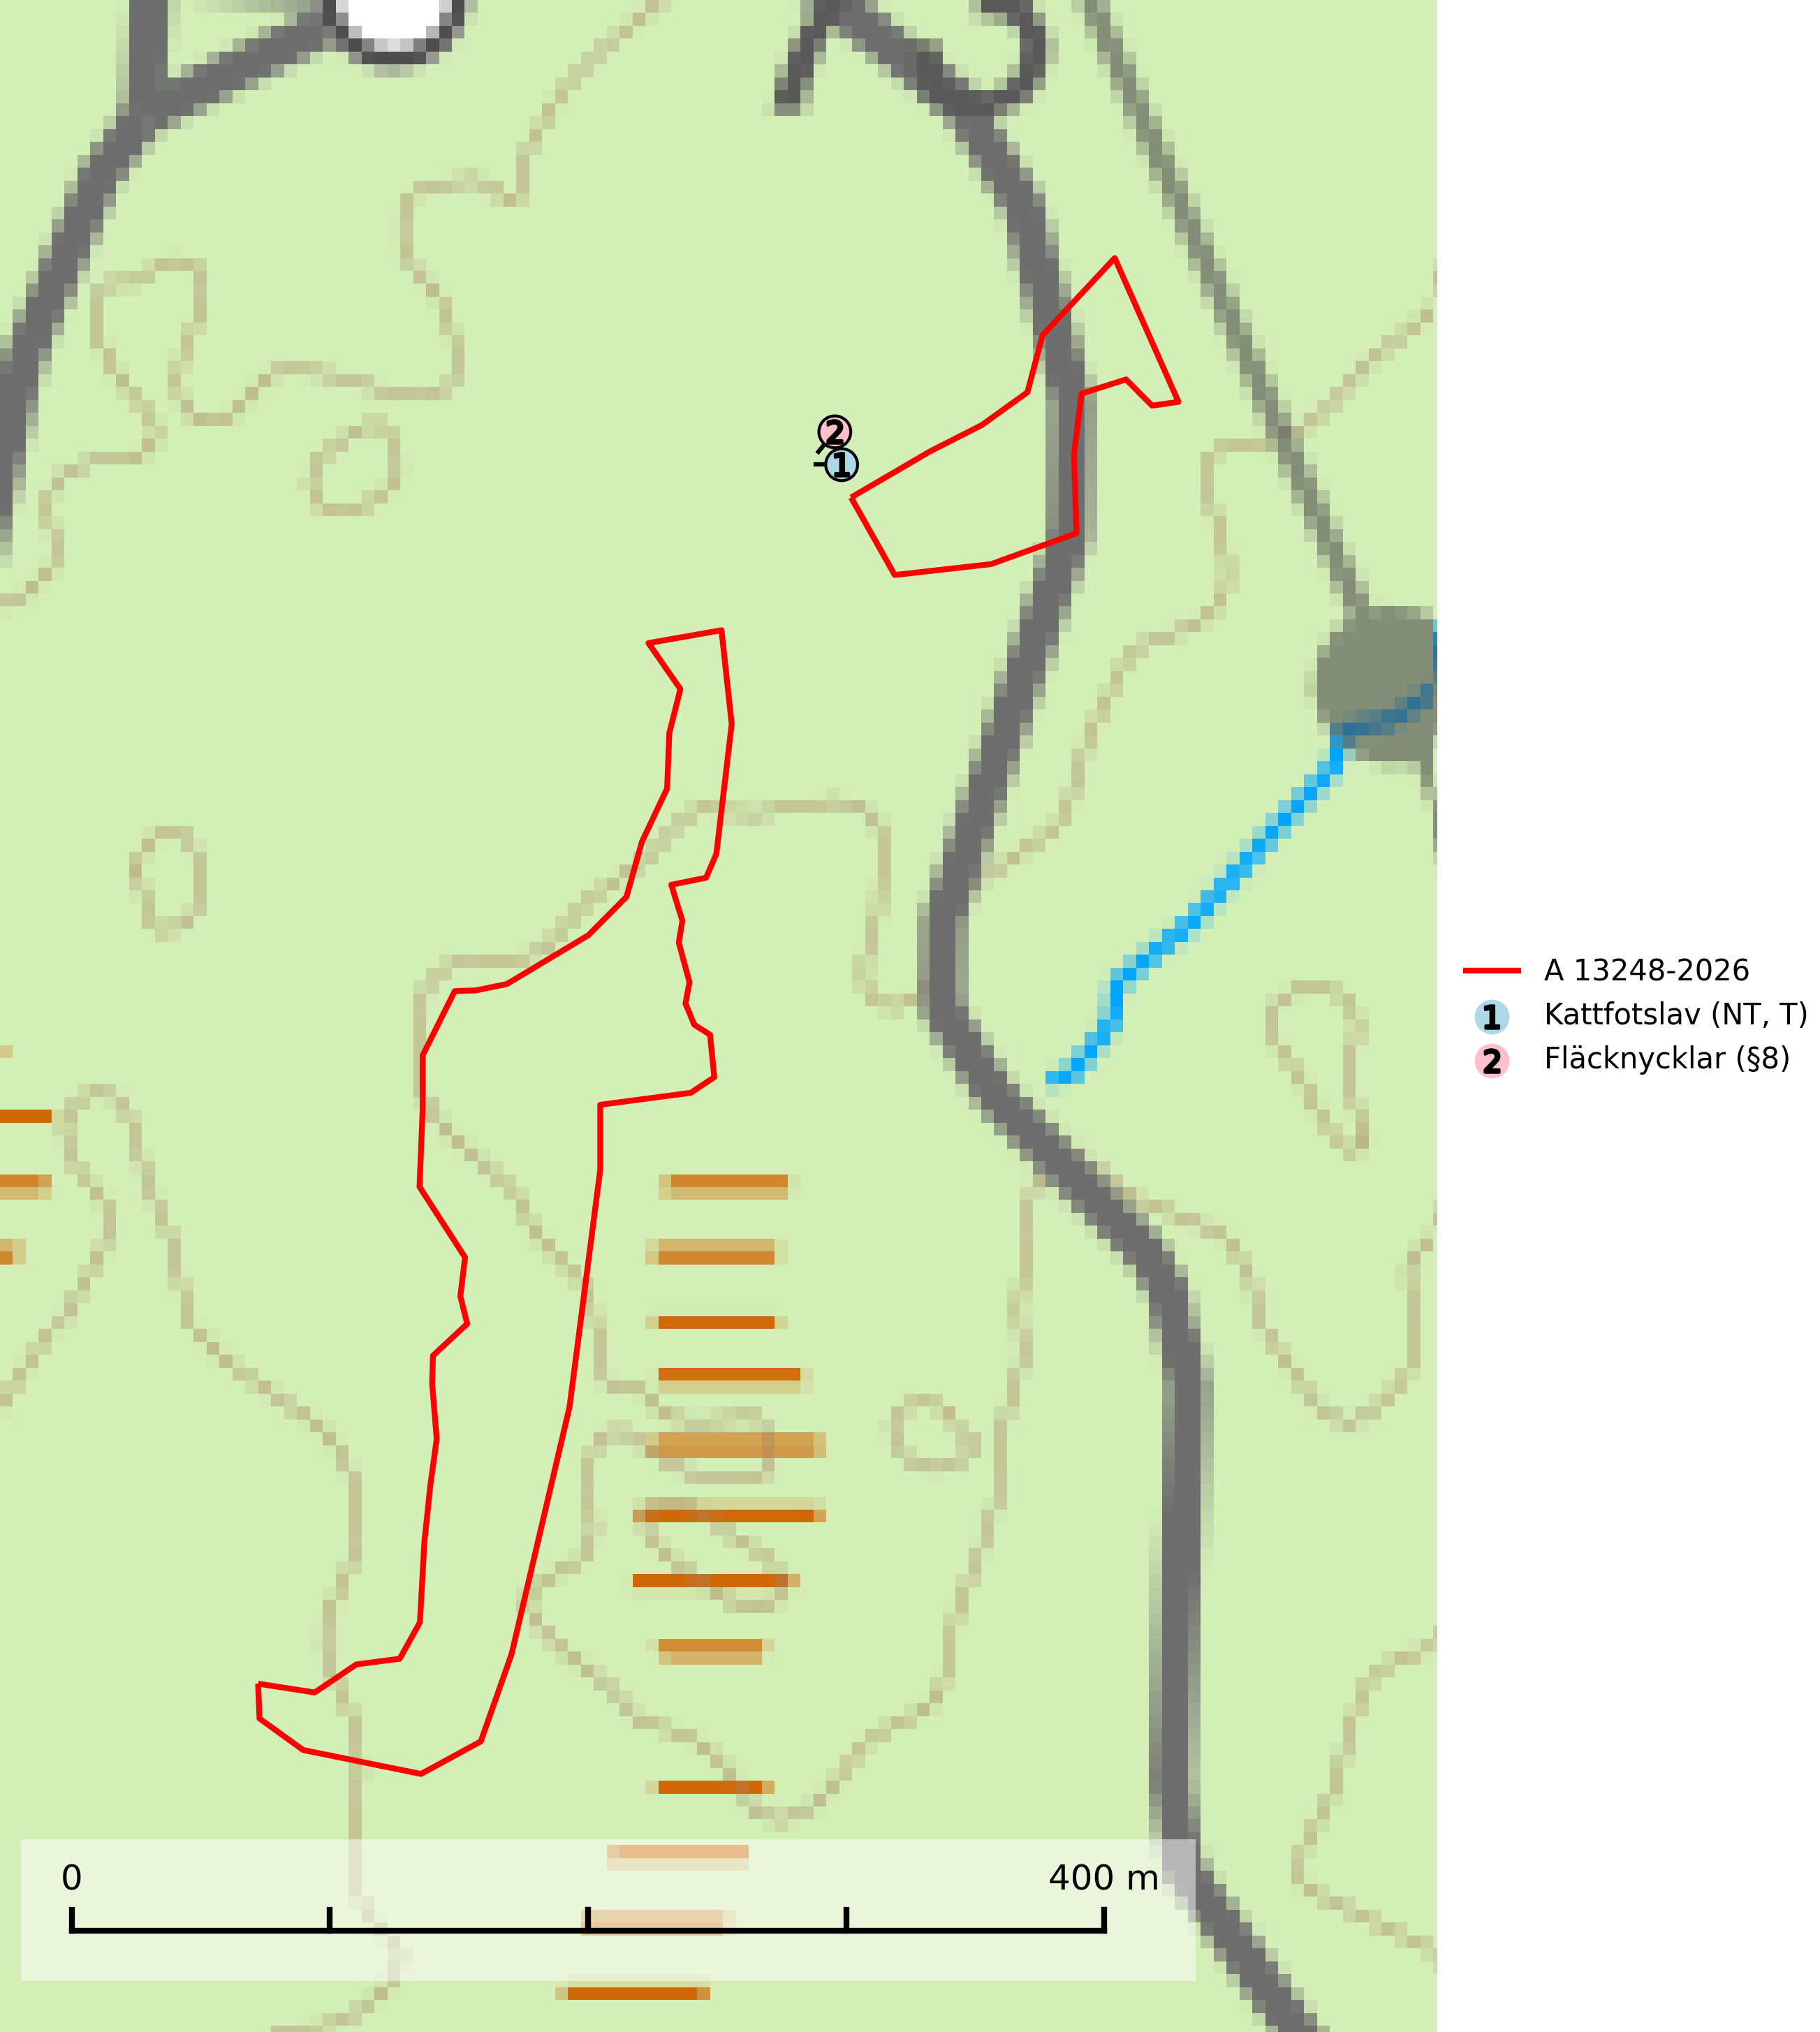 2
1
A 13248-2026
1 Kattfotslav (NT, T)
2 Fläcknycklar (§8)
0 400 m